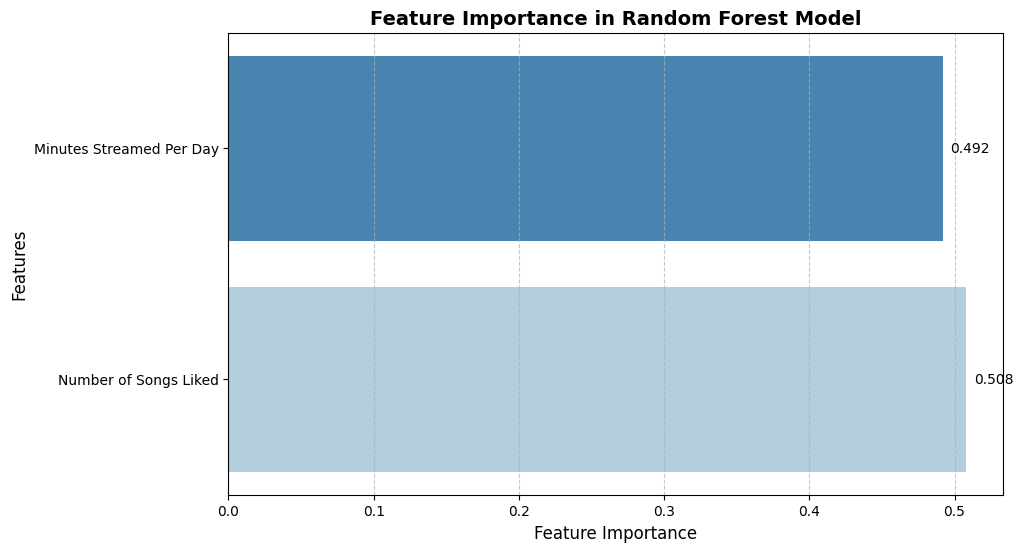 Feature Importance in Random Forest Model
Minutes Streamed Per Day
0.492
Features
Number of Songs Liked
0.508
0.0 0.1 0.2 0.3 0.4 0.5
Feature Importance